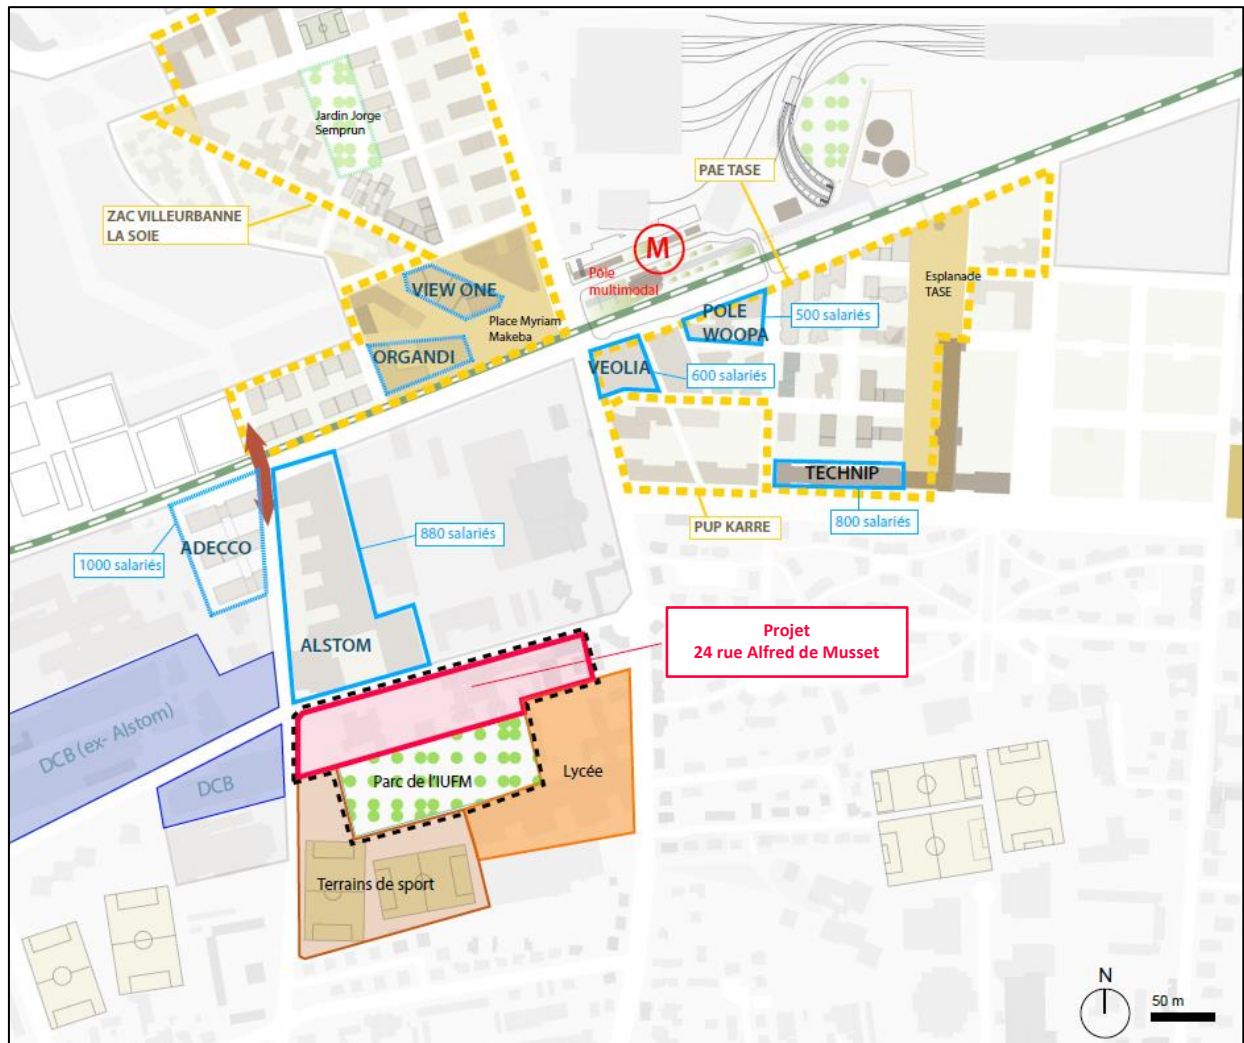 Jardin Jorge
Semprun
PAE TASE
ZAC VILLEURBANNE
LA SOIE
M
Pôle
multimodal
Esplanade
TASE
VIEW ONE
Place Myriam
Makeba
ORGANDI
POLE
WOOPA
500 salariés
VEOLIA
600 salariés
TECHNIP
800 salariés
PUP KARRE
880 salariés
ADECCO
1000 salariés
ALSTOM
Projet
24 rue Alfred de Musset
DCB (ex- Alstom)
DCB
Parc de l'IUFM
Lycée
Terrains de sport
N
50 m